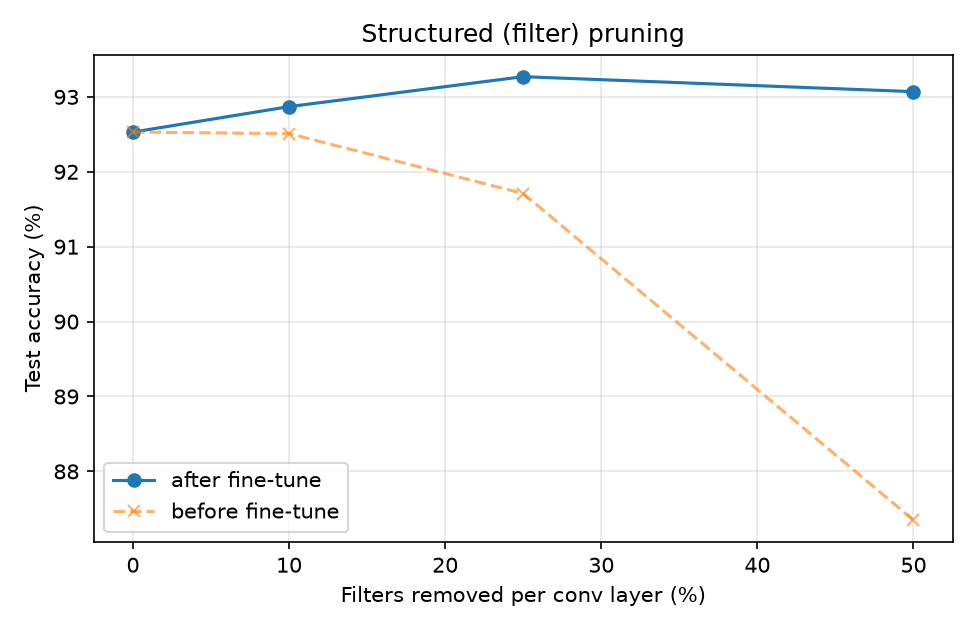 Structured (filter) pruning
Test accuracy (%)
93
92
91
90
89
88
after fine-tune
before fine-tune
0
10
20
30
40
50
Filters removed per conv layer (%)